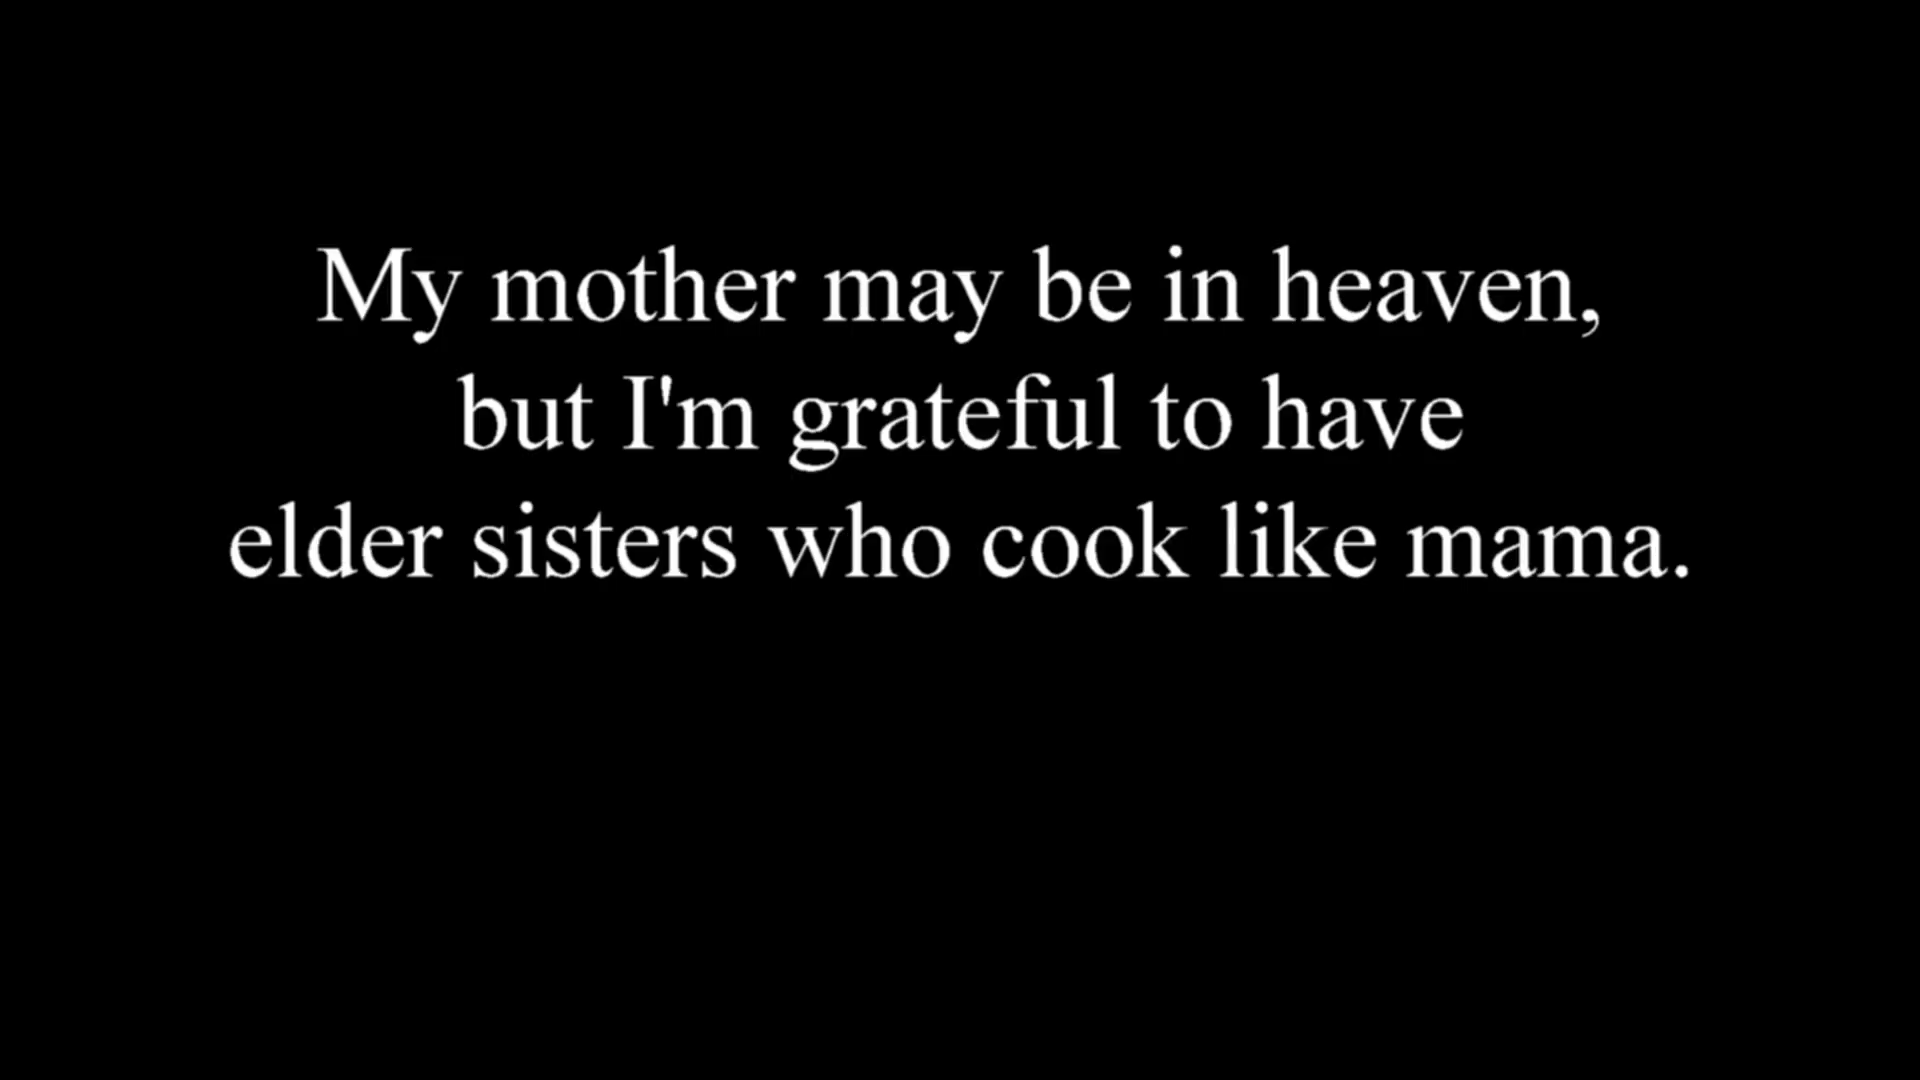 My mother may be in heaven,
but I'm grateful to have
elder sisters who cook like mama.